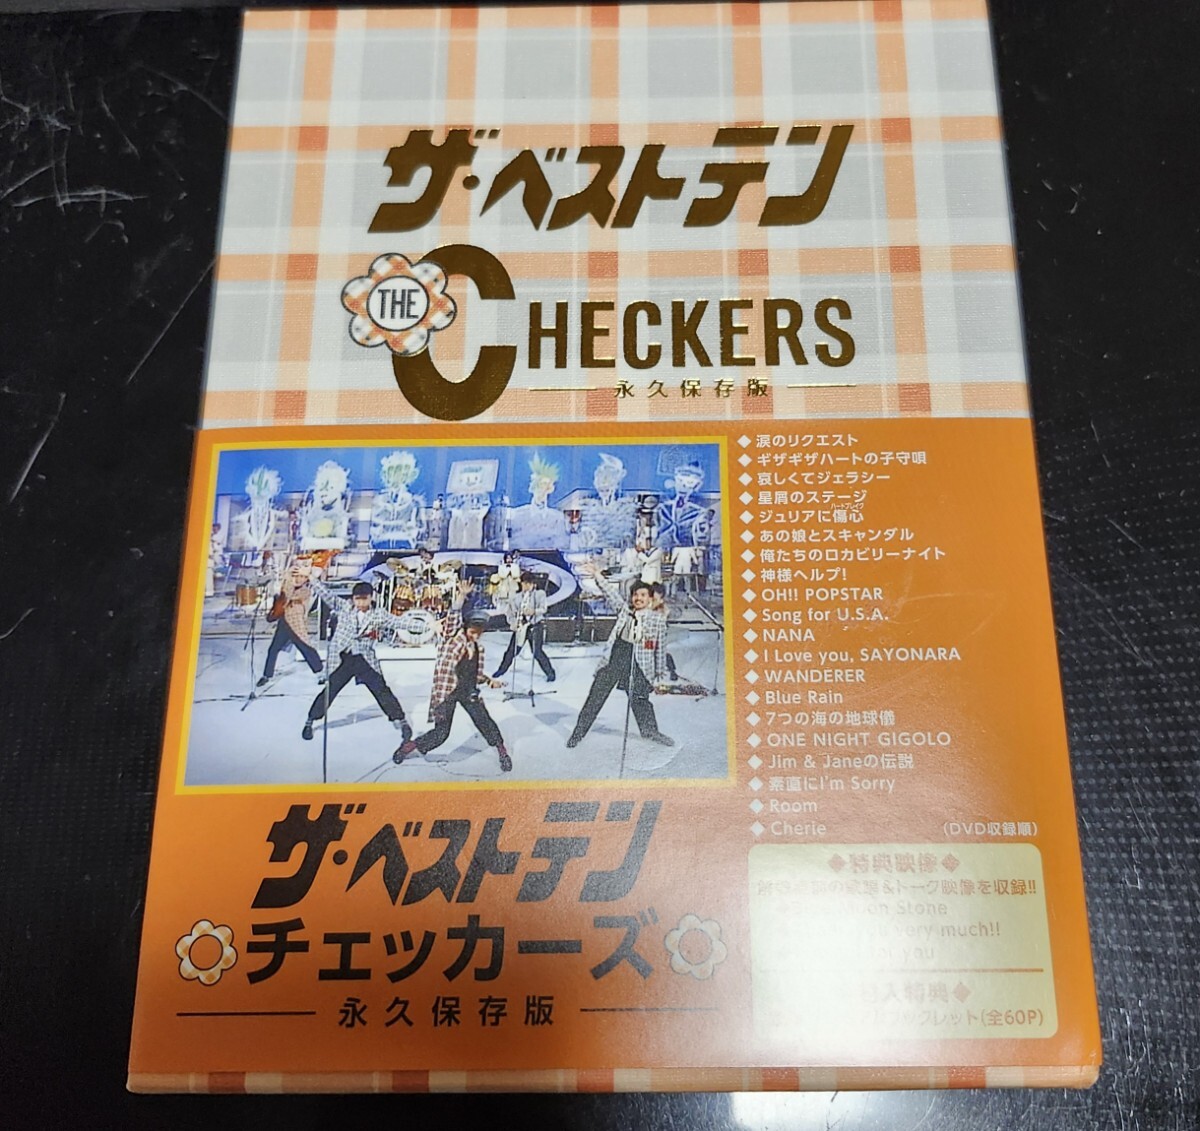 ザ・ベストテン
THE CHECKERS
永久保存版
◆ 涙のリクエスト
◆ ギザギザハートの子守唄
◆ 哀しくてジェラシー
◆ 星屑のステージ
ハートブレイク
◆ ジュリアに傷心
◆ あの娘とスキャンダル
◆ 俺たちのロカビリーナイト
◆ 神様ヘルプ!
◆ OH!! POPSTAR
◆ Song for U.S.A.
◆ NANA
◆ I Love you, SAYONARA
◆ WANDERER
◆ Blue Rain
◆ 7つの海の地球儀
◆ ONE NIGHT GIGOLO
◆ Jim & Janeの伝説
◆ 素直にI'm Sorry
◆ Room
◆ Cherie (DVD収録順)
◆特典映像◆
&トーク映像を収録!!
Stone
very much!!
you
特典◆
ックレット(全60P)
ザ・ベストテン
チェッカーズ
永久保存版